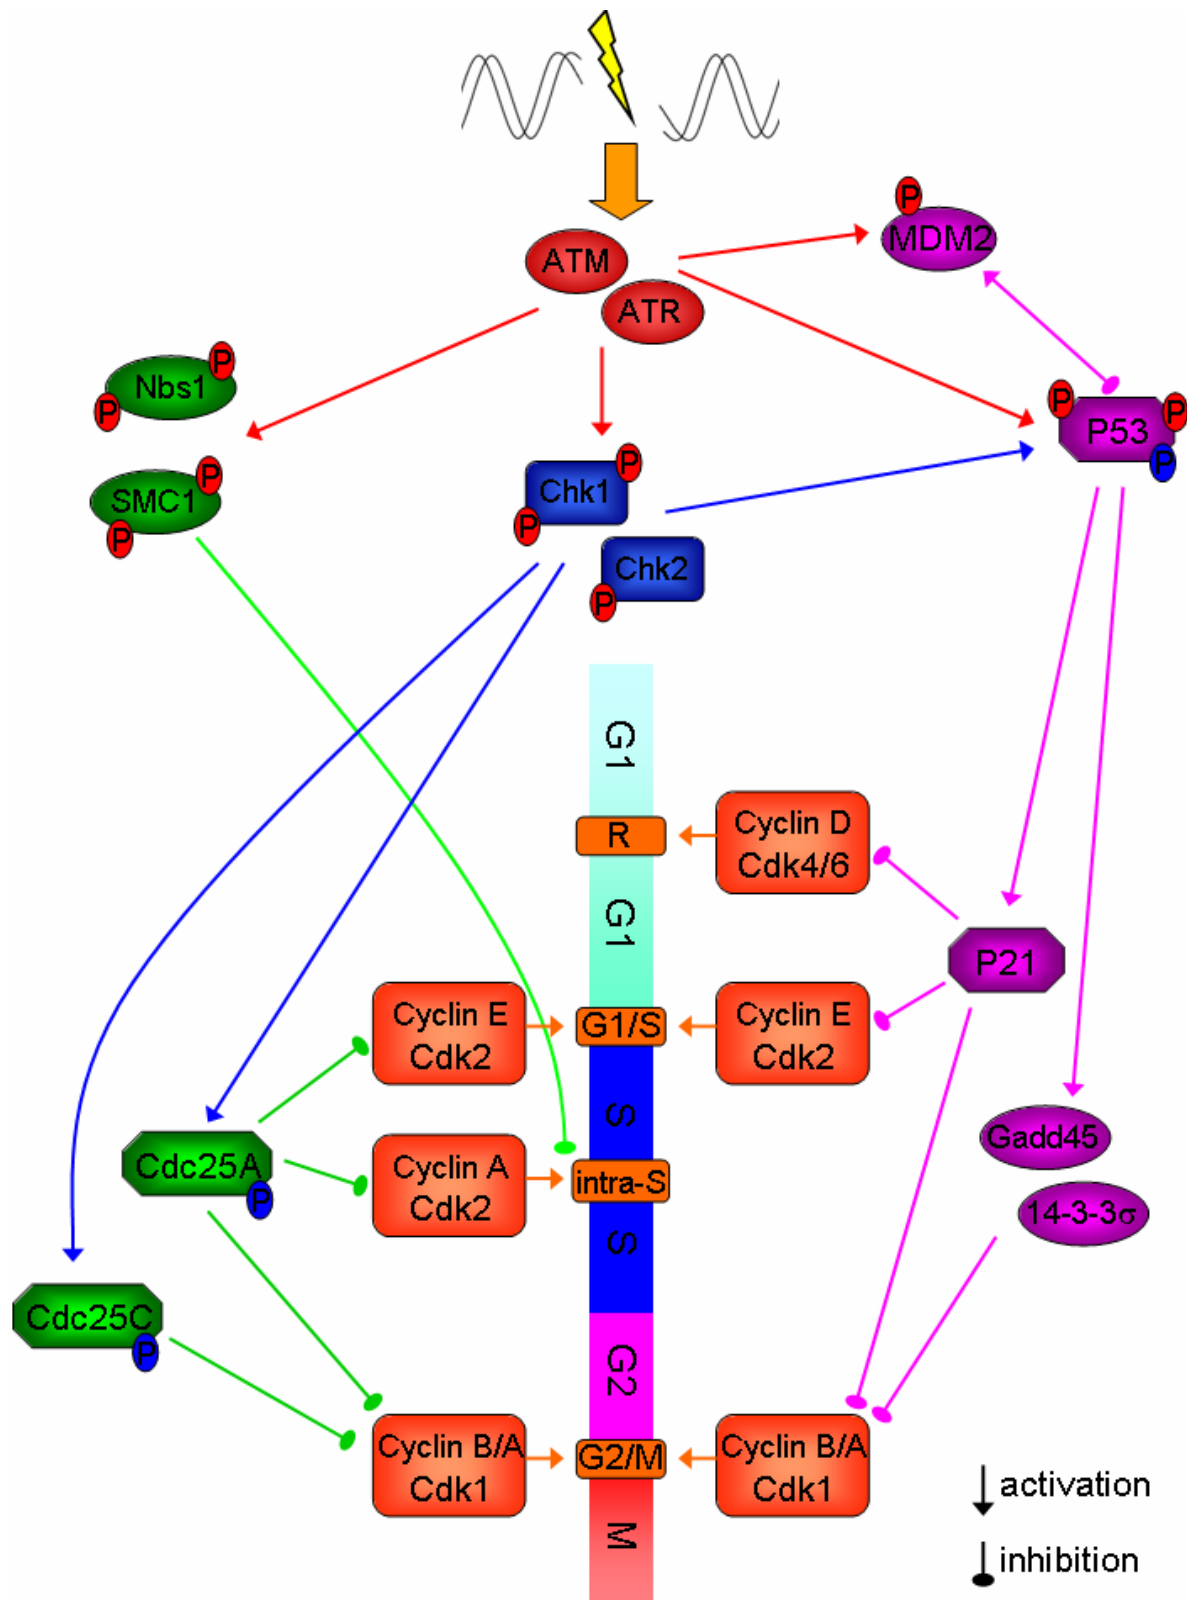 P
MDM2
ATM
ATR
P
Nbs1
P
P
P
P53
P
P
SMC1
P
P
Chk1
P
Chk2
P
G1
R
Cyclin D
Cdk4/6
G1
P21
Cyclin E
Cdk2
G1/S
Cyclin E
Cdk2
S
Gadd45
Cdc25A
P
Cyclin A
Cdk2
intra-S
14-3-3σ
S
Cdc25C
P
G2
Cyclin B/A
Cdk1
G2/M
Cyclin B/A
Cdk1
M
activation
inhibition